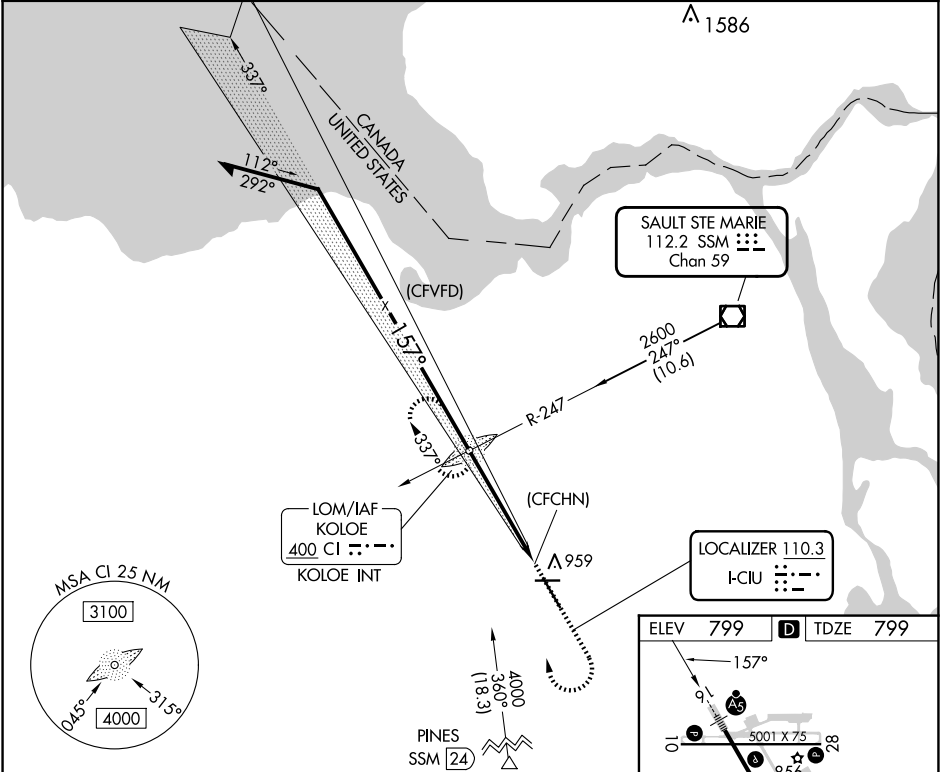 1586
337°
CANADA
UNITED STATES
112°
292°
SAULT STE MARIE
112.2 SSM
Chan 59
(CFVFD)
157°
2600
247°
(10.6)
R-247
337°
LOM/IAF
KOLOE
400 CI
KOLOE INT
(CFCHN)
959
LOCALIZER 110.3
I-CIU
MSA CI 25 NM
3100
045°
315°
4000
4000
360°
(18.3)
PINES
SSM 24
ELEV 799 D TDZE 799
157°
16
A5
P
10
5001 X 75
28
P
P
856